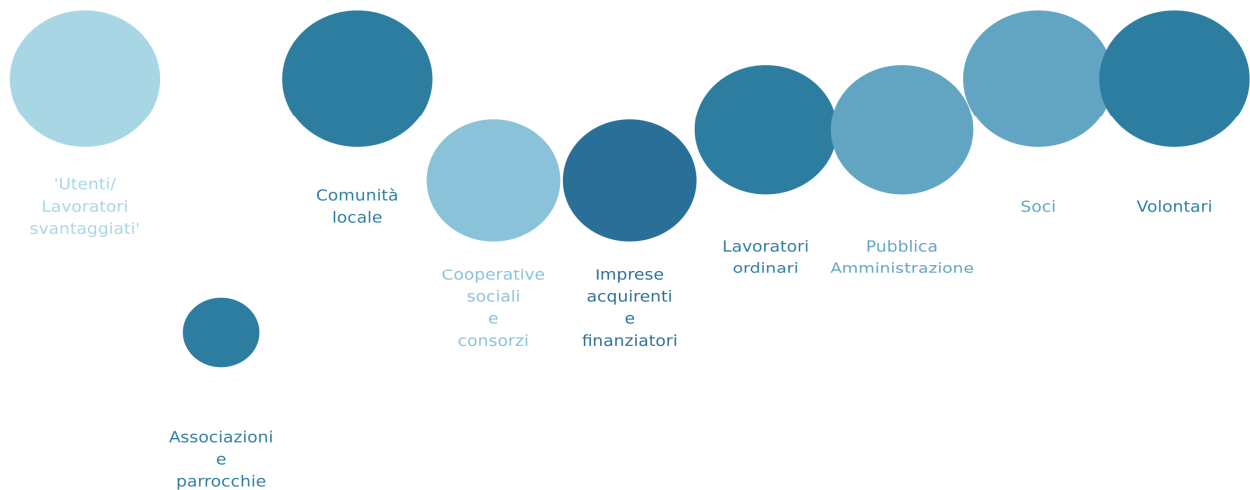 'Utenti/
Lavoratori
svantaggiati'
Associazioni
e
parrocchie
Comunità
locale
CooperatIve
sociali
e
consorzi
Imprese
acquirenti
e
finanziatori
Lavoratori
ordinari
Pubblica
Amministrazione
Soci
Volontari